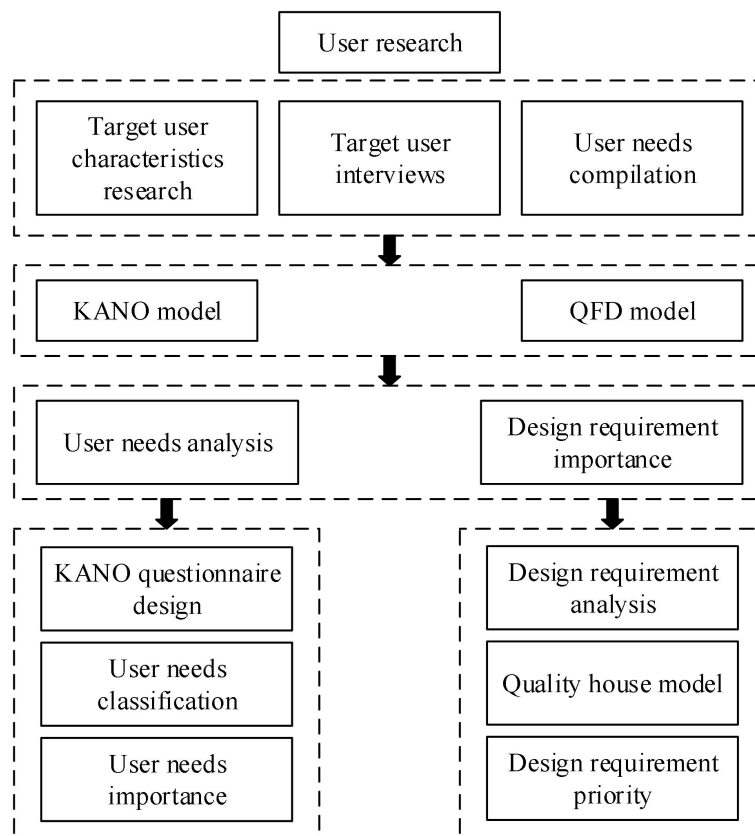 User research
Target user
characteristics
research
Target user
interviews
User needs
compilation
KANO model
QFD model
User needs analysis
Design requirement
importance
KANO questionnaire
design
User needs
classification
User needs
importance
Design requirement
analysis
Quality house model
Design requirement
priority